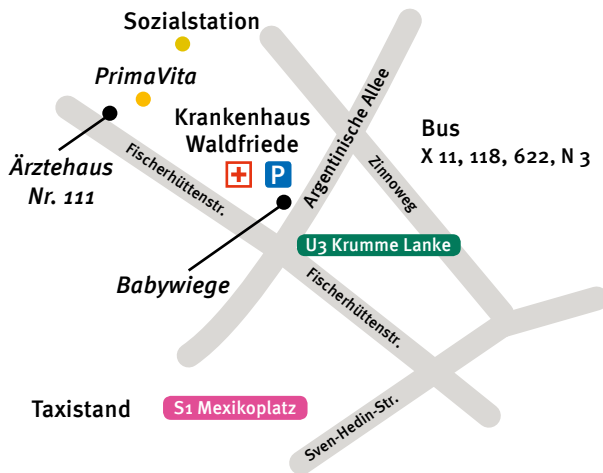 Sozialstation
PrimaVita
Krankenhaus
Waldfriede
P
Ärztehaus
Nr. 111
Fischerhüttenstr.
Argentinische Allee
Zinnoweg
Bus
X 11, 118, 622, N 3
Babywiege
U3 Krumme Lanke
Fischerhüttenstr.
Taxistand
S1 Mexikoplatz
Sven-Hedin-Str.